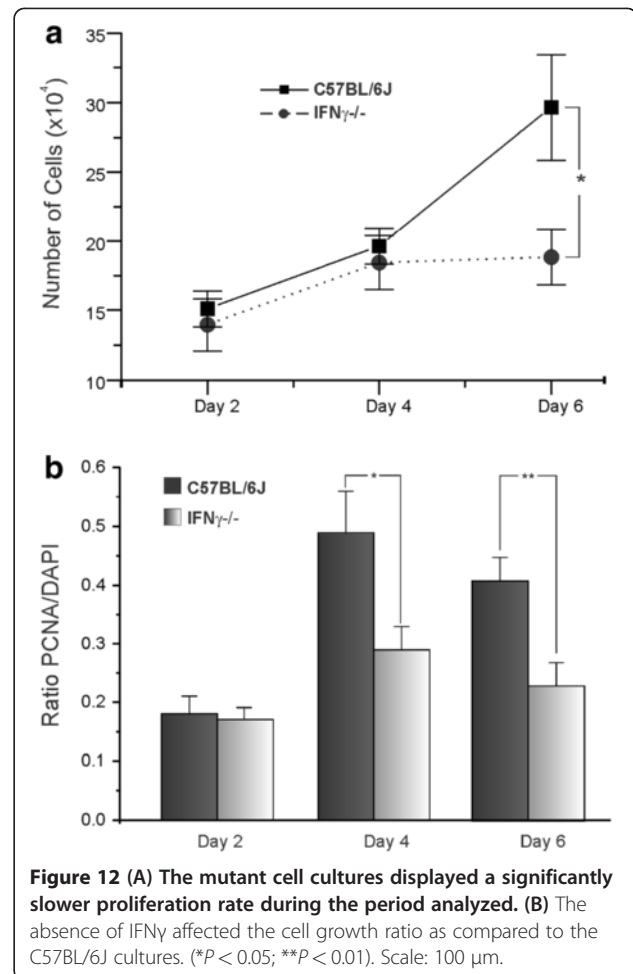 a
35
30
25
20
15
10
Number of Cells (x10⁴)
C57BL/6J
IFNγ-/-
*
Day 2 Day 4 Day 6
b
0.6
0.5
0.4
0.3
0.2
0.1
0.0
Ratio PCNA/DAPI
C57BL/6J
IFNγ-/-
* **
Day 2 Day 4 Day 6
Figure 12 (A) The mutant cell cultures displayed a significantly
slower proliferation rate during the period analyzed. (B) The
absence of IFNγ affected the cell growth ratio as compared to the
C57BL/6J cultures. (*P < 0.05; **P < 0.01). Scale: 100 μm.